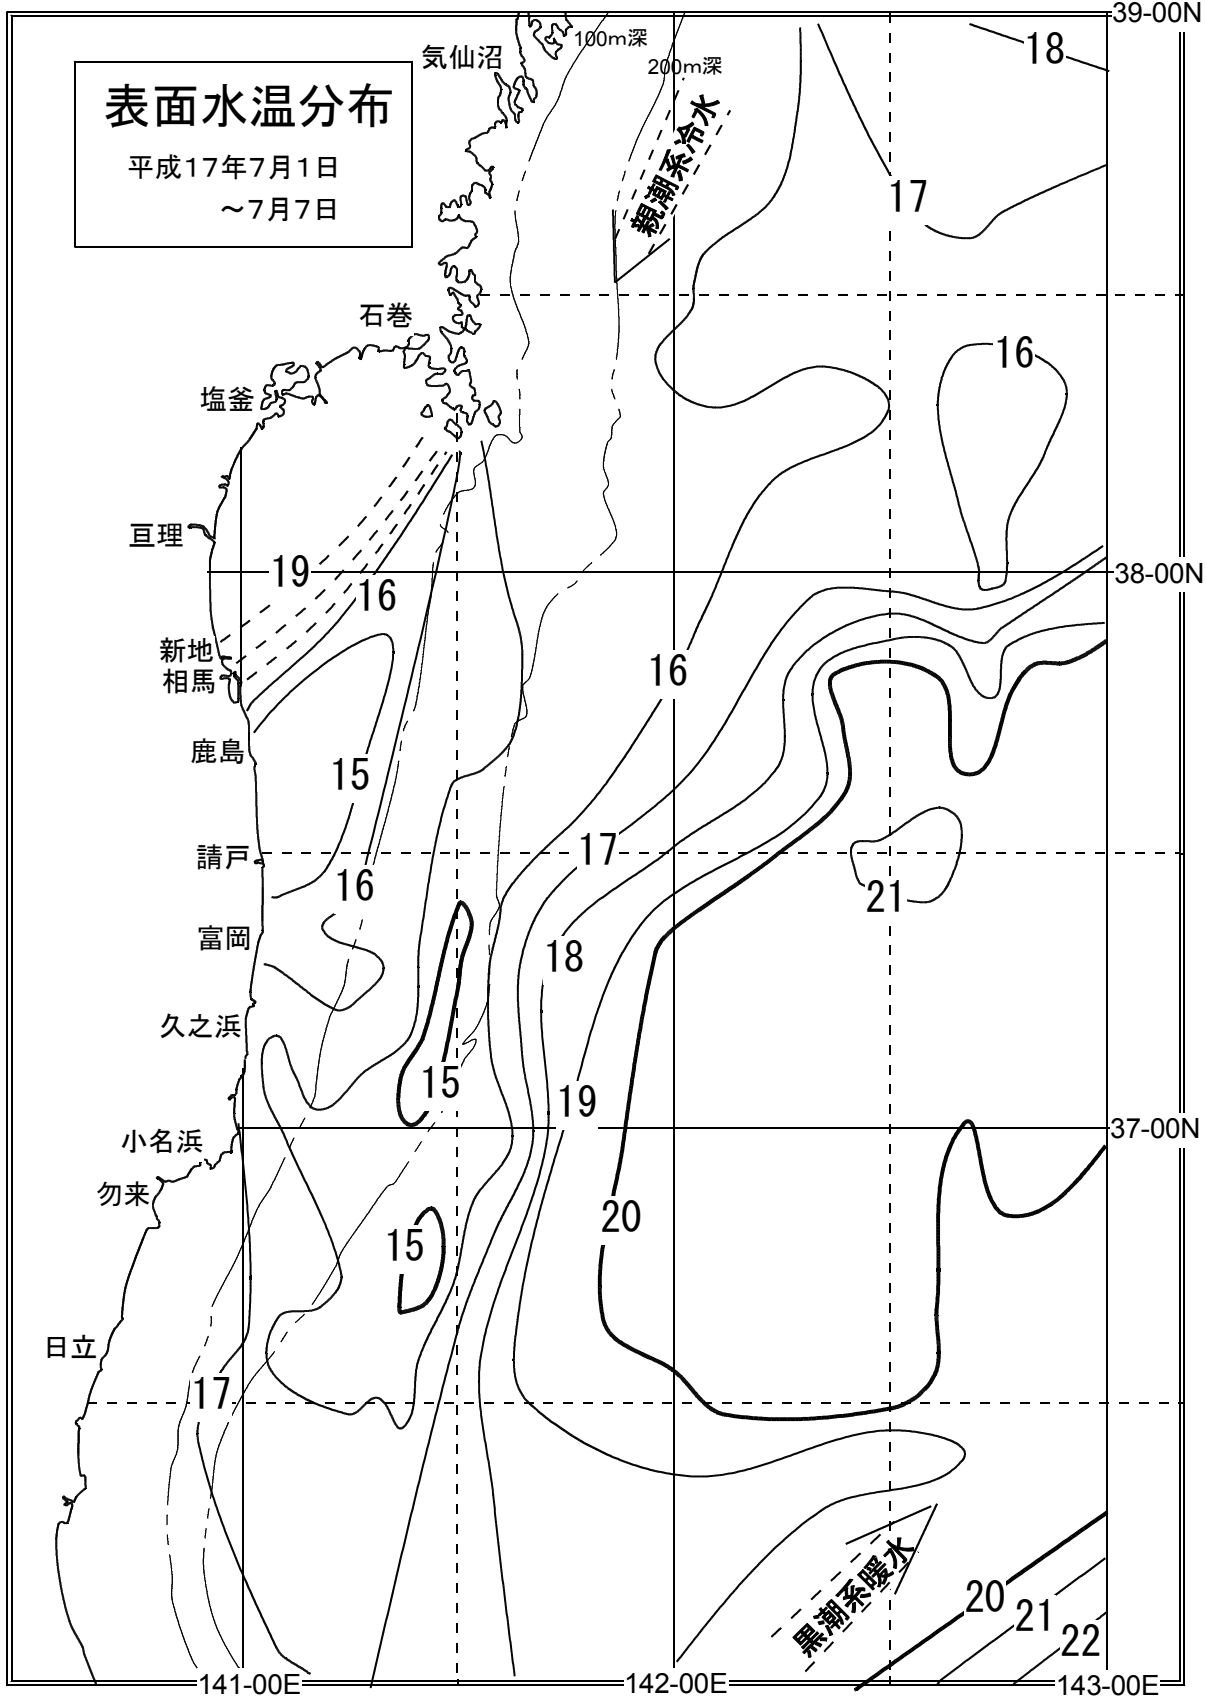 39-00N
18
100m深
気仙沼
200m深
表面水温分布
平成17年7月1日
～7月7日
親潮系冷水
17
石巻
16
塩釜
亘理
19
38-00N
16
新地
相馬
16
鹿島
15
17
請戸
16
21
富岡
18
久之浜
15
19
37-00N
小名浜
勿来
20
15
日立
17
黒潮系暖水
20
21
22
141-00E
142-00E
143-00E